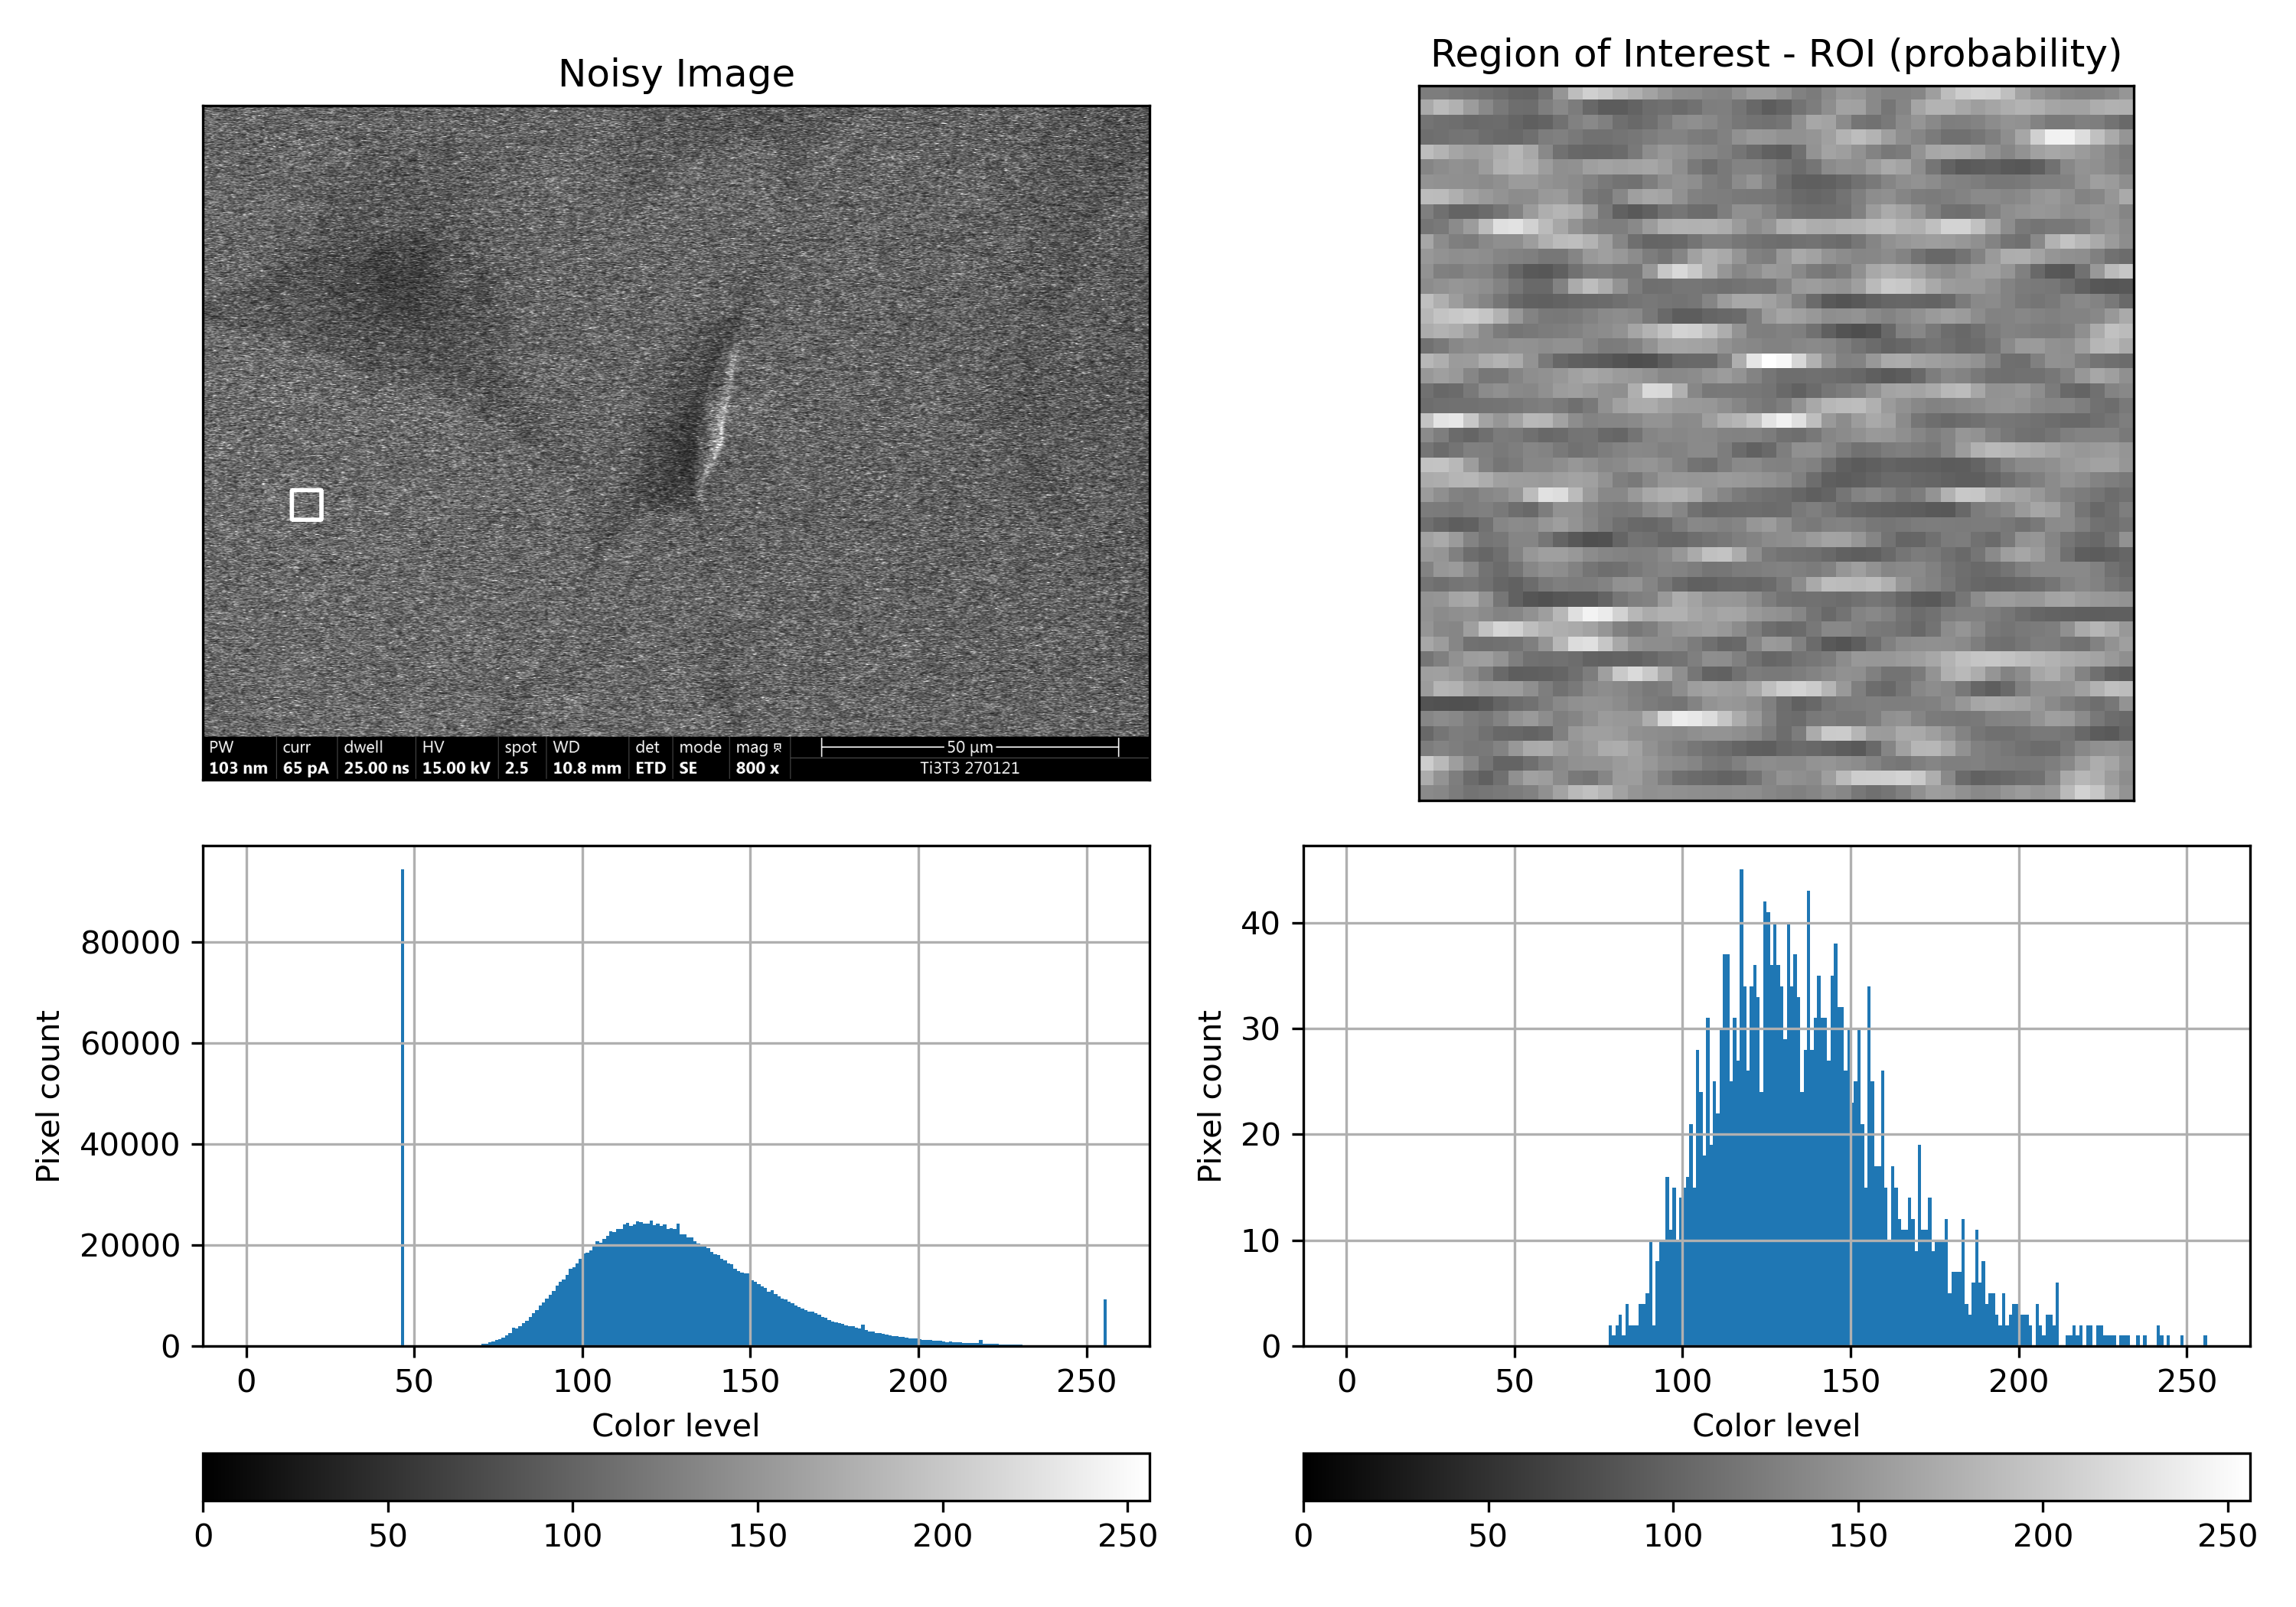 Noisy Image
Region of Interest - ROI (probability)
PW curr dwell HV spot WD det mode mag 50 µm
103 nm 65 pA 25.00 ns 15.00 kV 2.5 10.8 mm ETD SE 800 x Ti3T3 270121
Pixel count
80000
60000
40000
20000
0
0 50 100 150 200 250
Color level
0 50 100 150 200 250
Pixel count
40
30
20
10
0
0 50 100 150 200 250
Color level
0 50 100 150 200 250